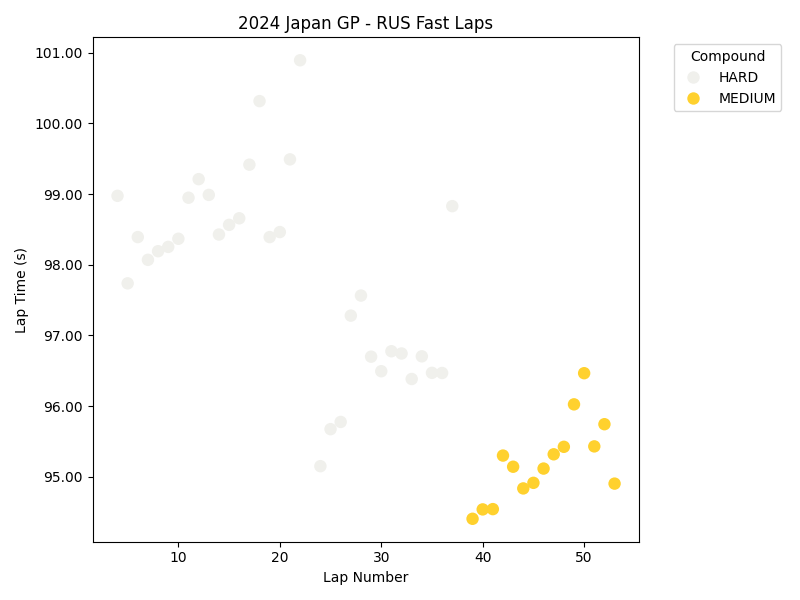 2024 Japan GP - RUS Fast Laps
Compound
HARD
MEDIUM
Lap Time (s)
101.00
100.00
99.00
98.00
97.00
96.00
95.00
10 20 30 40 50
Lap Number